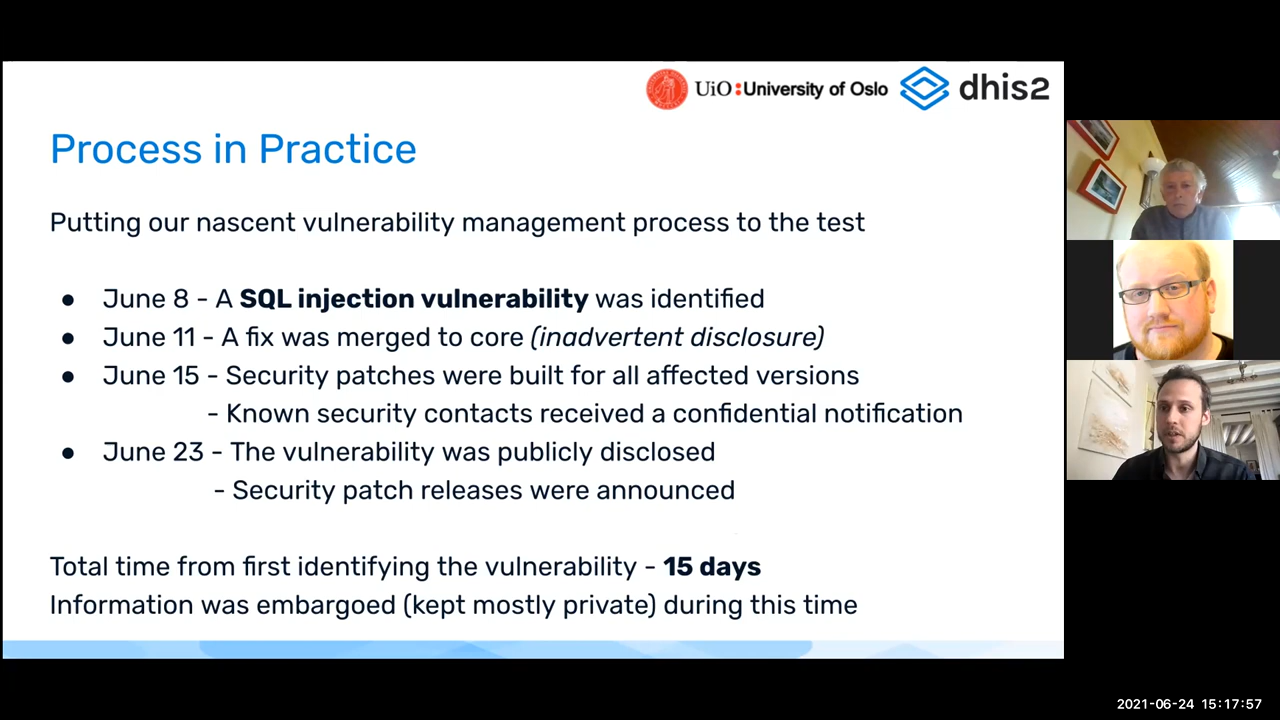 UiO:University of Oslo dhis2
Process in Practice
Putting our nascent vulnerability management process to the test
● June 8 - A SQL injection vulnerability was identified
● June 11 - A fix was merged to core (inadvertent disclosure)
● June 15 - Security patches were built for all affected versions
- Known security contacts received a confidential notification
● June 23 - The vulnerability was publicly disclosed
- Security patch releases were announced
Total time from first identifying the vulnerability - 15 days
Information was embargoed (kept mostly private) during this time
2021-06-24 15:17:57